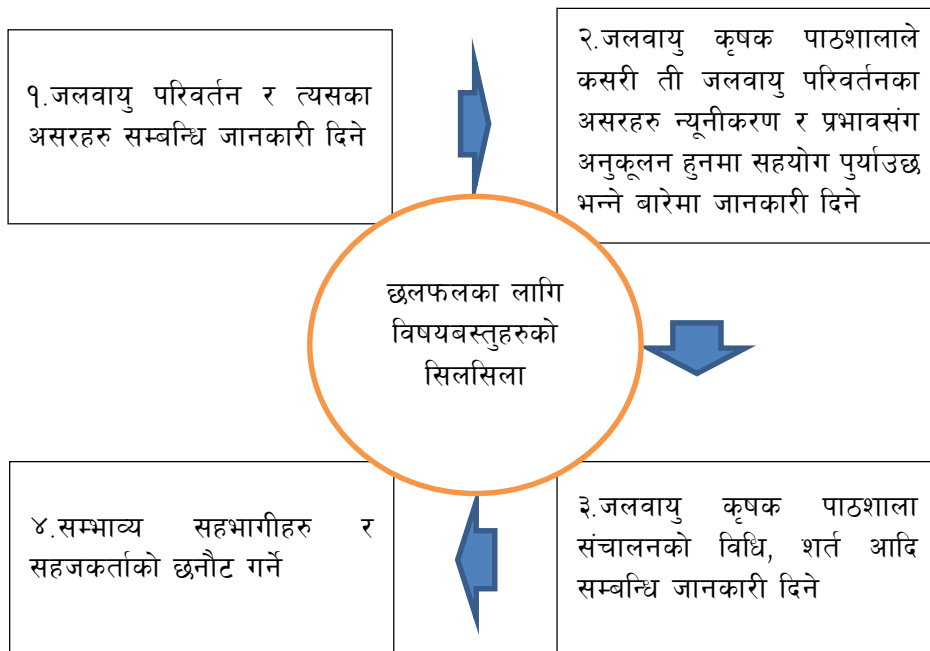 १.जलवायु परिवर्तन र त्यसका
असरहरु सम्बन्धि जानकारी दिने
२.जलवायु कृषक पाठशालाले
कसरी ती जलवायु परिवर्तनका
असरहरु न्यूनीकरण र प्रभावसंग
अनुकूलन हुनमा सहयोग पुर्याउछ
भन्ने बारेमा जानकारी दिने
छलफलका लागि
विषयबस्तुहरुको
सिलसिला
३.जलवायु कृषक पाठशाला
संचालनको विधि, शर्त आदि
सम्बन्धि जानकारी दिने
४.सम्भाव्य सहभागीहरु र
सहजकर्ताको छनौट गर्ने